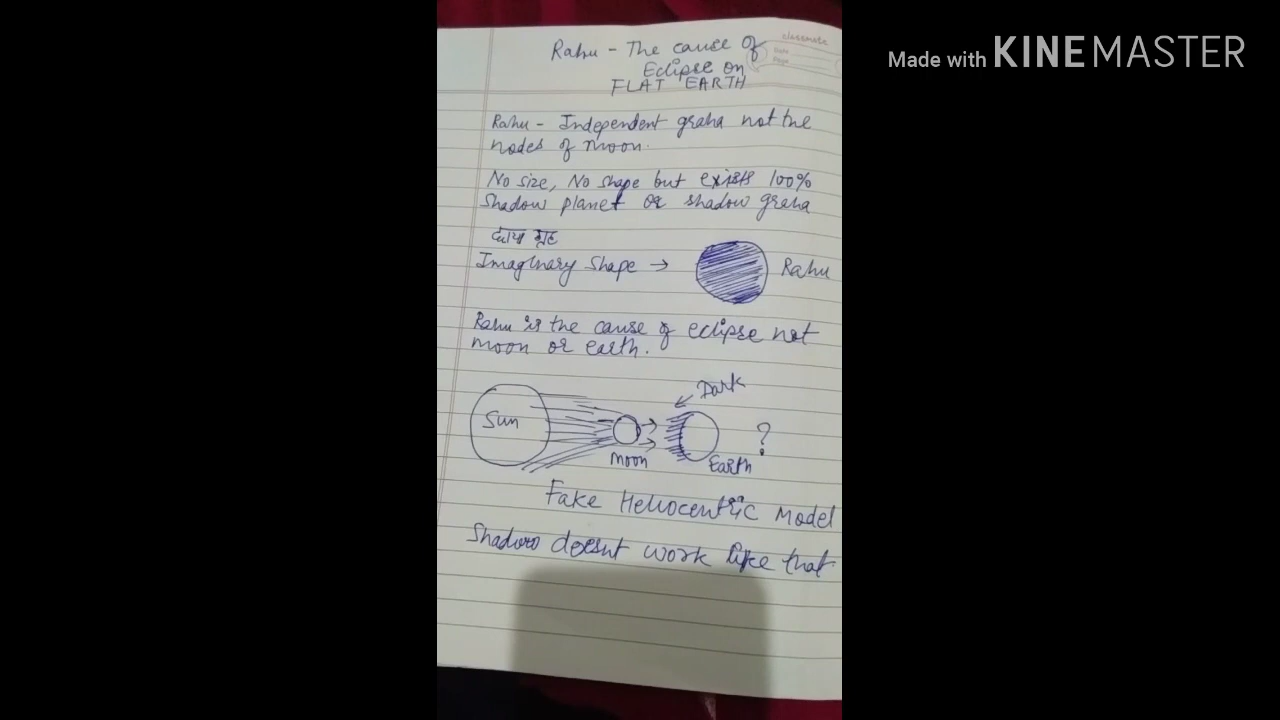 classmate
Date
Page
Made with KINEMASTER
Rahu - The cause of
Eclipse on
FLAT EARTH
Rahu - Independent graha not the
nodes of moon.
No size, No shape but exists 100%
Shadow planet or shadow graha
छाया ग्रह
Imaginary Shape → Rahu
Rahu is the cause of eclipse not
moon or earth.
Dark
Sun
?
moon
Earth
Fake Heliocentric Model
Shadow doesnt work like that